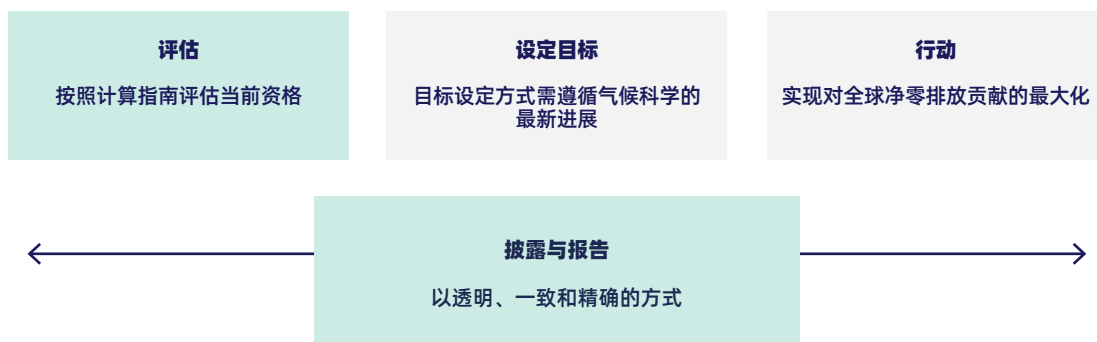 评估
按照计算指南评估当前资格
设定目标
目标设定方式需遵循气候科学的
最新进展
行动
实现对全球净零排放贡献的最大化
披露与报告
以透明、一致和精确的方式